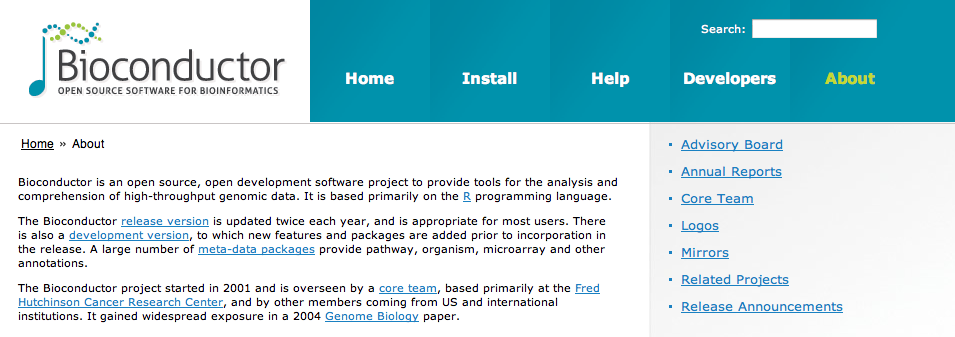 Bioconductor
OPEN SOURCE SOFTWARE FOR BIOINFORMATICS
Search:
Home Install Help Developers About
Home » About
Bioconductor is an open source, open development software project to provide tools for the analysis and
comprehension of high-throughput genomic data. It is based primarily on the R programming language.
The Bioconductor release version is updated twice each year, and is appropriate for most users. There
is also a development version, to which new features and packages are added prior to incorporation in
the release. A large number of meta-data packages provide pathway, organism, microarray and other
annotations.
The Bioconductor project started in 2001 and is overseen by a core team, based primarily at the Fred
Hutchinson Cancer Research Center, and by other members coming from US and international
institutions. It gained widespread exposure in a 2004 Genome Biology paper.
Advisory Board
Annual Reports
Core Team
Logos
Mirrors
Related Projects
Release Announcements